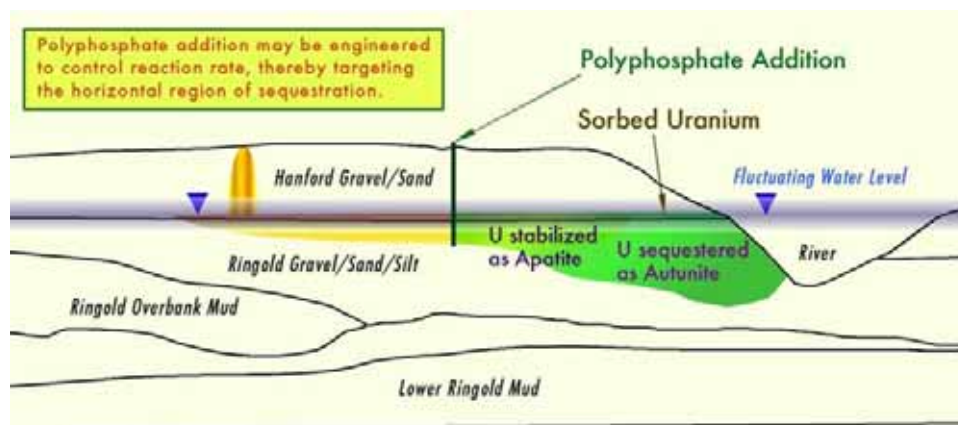 Polyphosphate addition may be engineered
to control reaction rate, thereby targeting
the horizontal region of sequestration.
Polyphosphate Addition
Sorbed Uranium
Hanford Gravel/Sand
Fluctuating Water Level
U stabilized
as Apatite
U sequestered
as Autunite
River
Ringold Gravel/Sand/Silt
Ringold Overbank Mud
Lower Ringold Mud